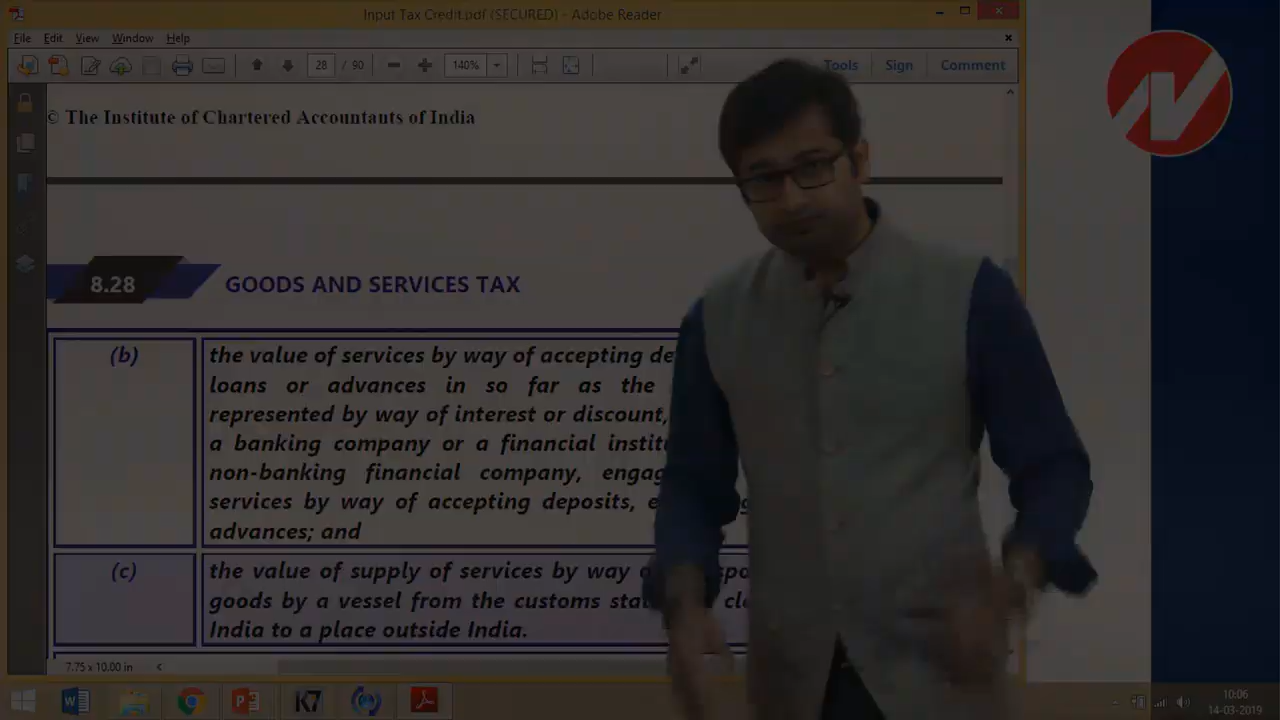 Input Tax Credit.pdf (SECURED) - Adobe Reader
File Edit View Window Help
28 / 90 140% Tools Sign Comment
© The Institute of Chartered Accountants of India
8.28 GOODS AND SERVICES TAX
(b) the value of services by way of accepting
loans or advances in so far as the
represented by way of interest or discount,
a banking company or a financial
non-banking financial company,
services by way of accepting deposits,
advances; and
(c) the value of supply of services by way
goods by a vessel from the customs
India to a place outside India.
7.75 x 10.00 in
K7
10:06
14-03-2019